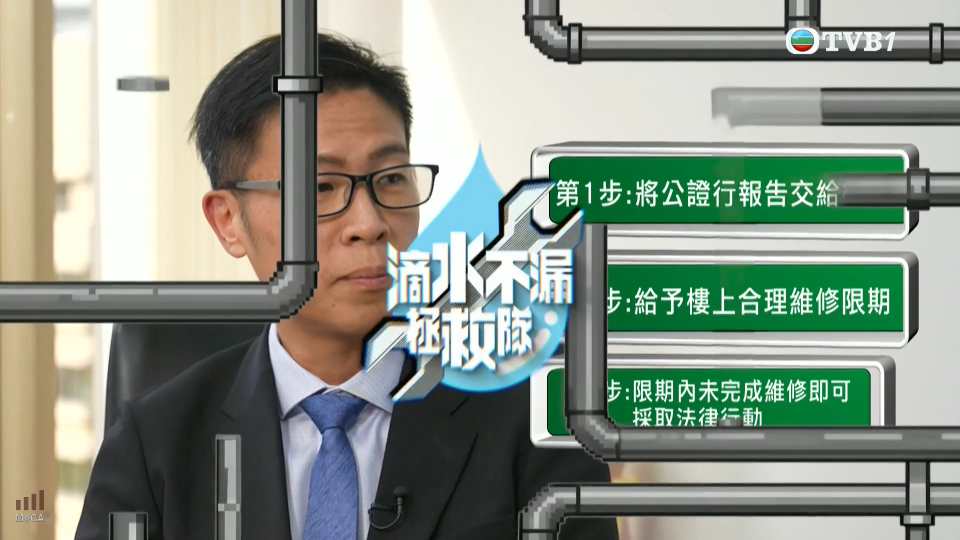 TVB1
第1步:將公證行報告交給
步:給予樓上合理維修限期
滴水不漏
拯救隊
步:限期內未完成維修即可
採取法律行動